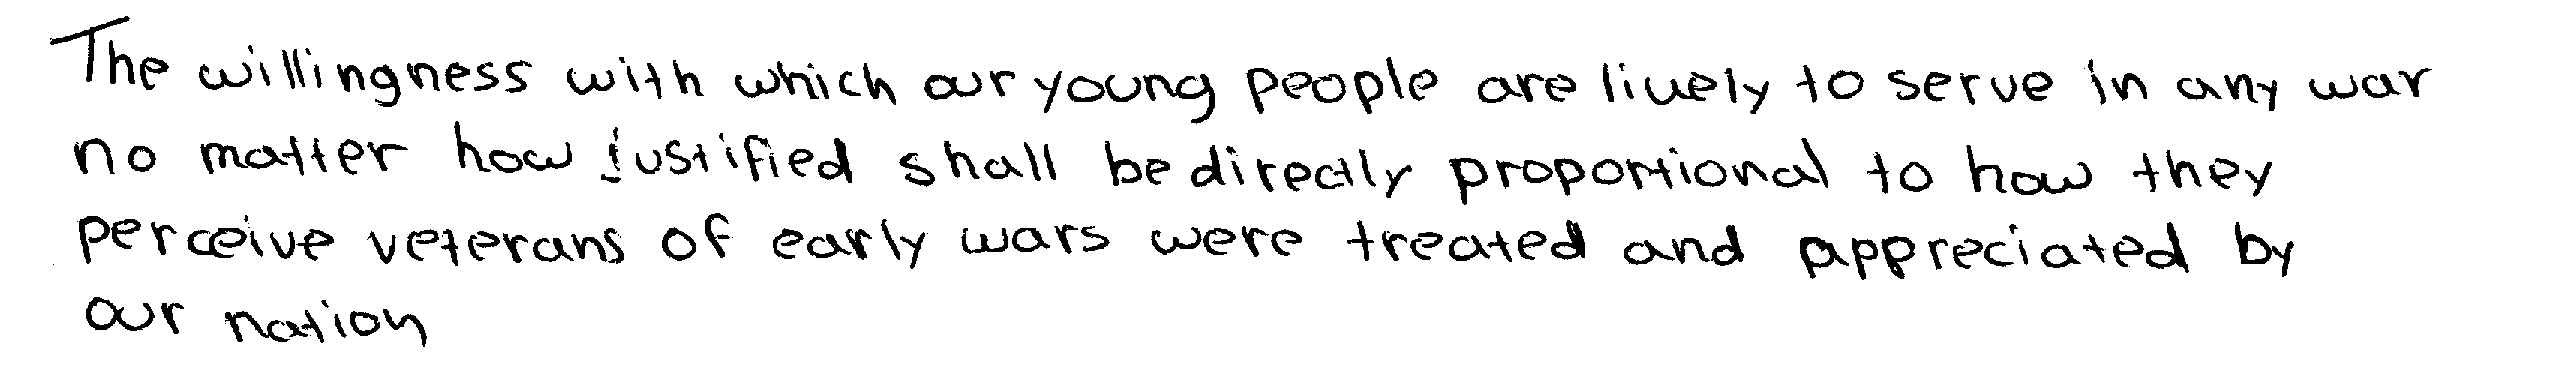 The willingness with which our young people are lively to serve in any war
no matter how justified shall be directly proportional to how they
perceive veterans of early wars were treated and appreciated by
our nation